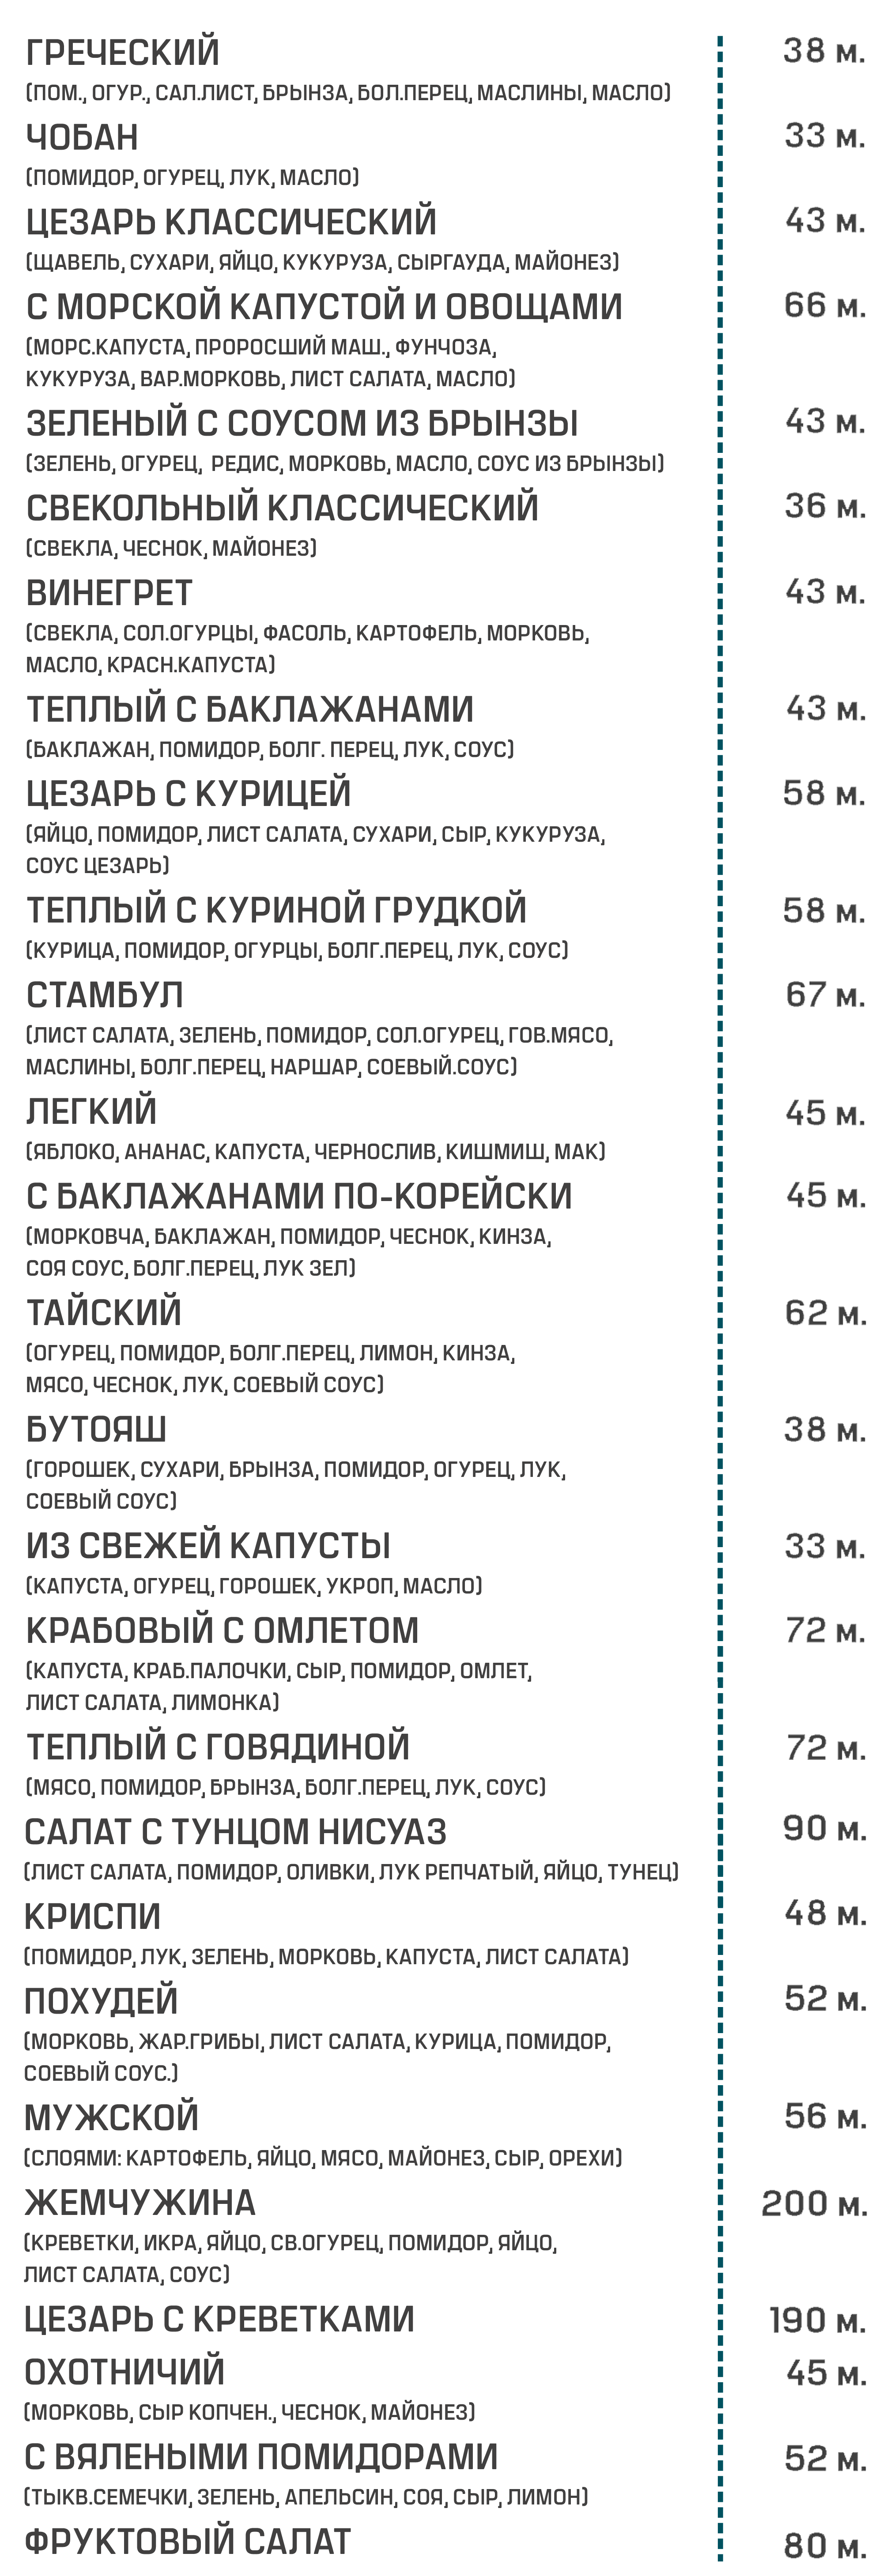 ГРЕЧЕСКИЙ 38 м.
(ПОМ., ОГУР., САЛ.ЛИСТ, БРЫНЗА, БОЛ.ПЕРЕЦ, МАСЛИНЫ, МАСЛО)
ЧОБАН 33 м.
(ПОМИДОР, ОГУРЕЦ, ЛУК, МАСЛО)
ЦЕЗАРЬ КЛАССИЧЕСКИЙ 43 м.
(ЩАВЕЛЬ, СУХАРИ, ЯЙЦО, КУКУРУЗА, СЫРГАУДА, МАЙОНЕЗ)
С МОРСКОЙ КАПУСТОЙ И ОВОЩАМИ 66 м.
(МОРС.КАПУСТА, ПРОРОСШИЙ МАШ., ФУНЧОЗА,
КУКУРУЗА, ВАР.МОРКОВЬ, ЛИСТ САЛАТА, МАСЛО)
ЗЕЛЕНЫЙ С СОУСОМ ИЗ БРЫНЗЫ 43 м.
(ЗЕЛЕНЬ, ОГУРЕЦ, РЕДИС, МОРКОВЬ, МАСЛО, СОУС ИЗ БРЫНЗЫ)
СВЕКОЛЬНЫЙ КЛАССИЧЕСКИЙ 36 м.
(СВЕКЛА, ЧЕСНОК, МАЙОНЕЗ)
ВИНЕГРЕТ 43 м.
(СВЕКЛА, СОЛ.ОГУРЦЫ, ФАСОЛЬ, КАРТОФЕЛЬ, МОРКОВЬ,
МАСЛО, КРАСН.КАПУСТА)
ТЕПЛЫЙ С БАКЛАЖАНАМИ 43 м.
(БАКЛАЖАН, ПОМИДОР, БОЛГ. ПЕРЕЦ, ЛУК, СОУС)
ЦЕЗАРЬ С КУРИЦЕЙ 58 м.
(ЯЙЦО, ПОМИДОР, ЛИСТ САЛАТА, СУХАРИ, СЫР, КУКУРУЗА,
СОУС ЦЕЗАРЬ)
ТЕПЛЫЙ С КУРИНОЙ ГРУДКОЙ 58 м.
(КУРИЦА, ПОМИДОР, ОГУРЦЫ, БОЛГ.ПЕРЕЦ, ЛУК, СОУС)
СТАМБУЛ 67 м.
(ЛИСТ САЛАТА, ЗЕЛЕНЬ, ПОМИДОР, СОЛ.ОГУРЕЦ, ГОВ.МЯСО,
МАСЛИНЫ, БОЛГ.ПЕРЕЦ, НАРШАР, СОЕВЫЙ.СОУС)
ЛЕГКИЙ 45 м.
(ЯБЛОКО, АНАНАС, КАПУСТА, ЧЕРНОСЛИВ, КИШМИШ, МАК)
С БАКЛАЖАНАМИ ПО-КОРЕЙСКИ 45 м.
(МОРКОВЧА, БАКЛАЖАН, ПОМИДОР, ЧЕСНОК, КИНЗА,
СОЯ СОУС, БОЛГ.ПЕРЕЦ, ЛУК ЗЕЛ)
ТАЙСКИЙ 62 м.
(ОГУРЕЦ, ПОМИДОР, БОЛГ.ПЕРЕЦ, ЛИМОН, КИНЗА,
МЯСО, ЧЕСНОК, ЛУК, СОЕВЫЙ СОУС)
БУТОЯШ 38 м.
(ГОРОШЕК, СУХАРИ, БРЫНЗА, ПОМИДОР, ОГУРЕЦ, ЛУК,
СОЕВЫЙ СОУС)
ИЗ СВЕЖЕЙ КАПУСТЫ 33 м.
(КАПУСТА, ОГУРЕЦ, ГОРОШЕК, УКРОП, МАСЛО)
КРАБОВЫЙ С ОМЛЕТОМ 72 м.
(КАПУСТА, КРАБ.ПАЛОЧКИ, СЫР, ПОМИДОР, ОМЛЕТ,
ЛИСТ САЛАТА, ЛИМОНКА)
ТЕПЛЫЙ С ГОВЯДИНОЙ 72 м.
(МЯСО, ПОМИДОР, БРЫНЗА, БОЛГ.ПЕРЕЦ, ЛУК, СОУС)
САЛАТ С ТУНЦОМ НИСУАЗ 90 м.
(ЛИСТ САЛАТА, ПОМИДОР, ОЛИВКИ, ЛУК РЕПЧАТЫЙ, ЯЙЦО, ТУНЕЦ)
КРИСПИ 48 м.
(ПОМИДОР, ЛУК, ЗЕЛЕНЬ, МОРКОВЬ, КАПУСТА, ЛИСТ САЛАТА)
ПОХУДЕЙ 52 м.
(МОРКОВЬ, ЖАР.ГРИБЫ, ЛИСТ САЛАТА, КУРИЦА, ПОМИДОР,
СОЕВЫЙ СОУС.)
МУЖСКОЙ 56 м.
(СЛОЯМИ: КАРТОФЕЛЬ, ЯЙЦО, МЯСО, МАЙОНЕЗ, СЫР, ОРЕХИ)
ЖЕМЧУЖИНА 200 м.
(КРЕВЕТКИ, ИКРА, ЯЙЦО, СВ.ОГУРЕЦ, ПОМИДОР, ЯЙЦО,
ЛИСТ САЛАТА, СОУС)
ЦЕЗАРЬ С КРЕВЕТКАМИ 190 м.
ОХОТНИЧИЙ 45 м.
(МОРКОВЬ, СЫР КОПЧЕН., ЧЕСНОК, МАЙОНЕЗ)
С ВЯЛЕНЫМИ ПОМИДОРАМИ 52 м.
(ТЫКВ.СЕМЕЧКИ, ЗЕЛЕНЬ, АПЕЛЬСИН, СОЯ, СЫР, ЛИМОН)
ФРУКТОВЫЙ САЛАТ 80 м.